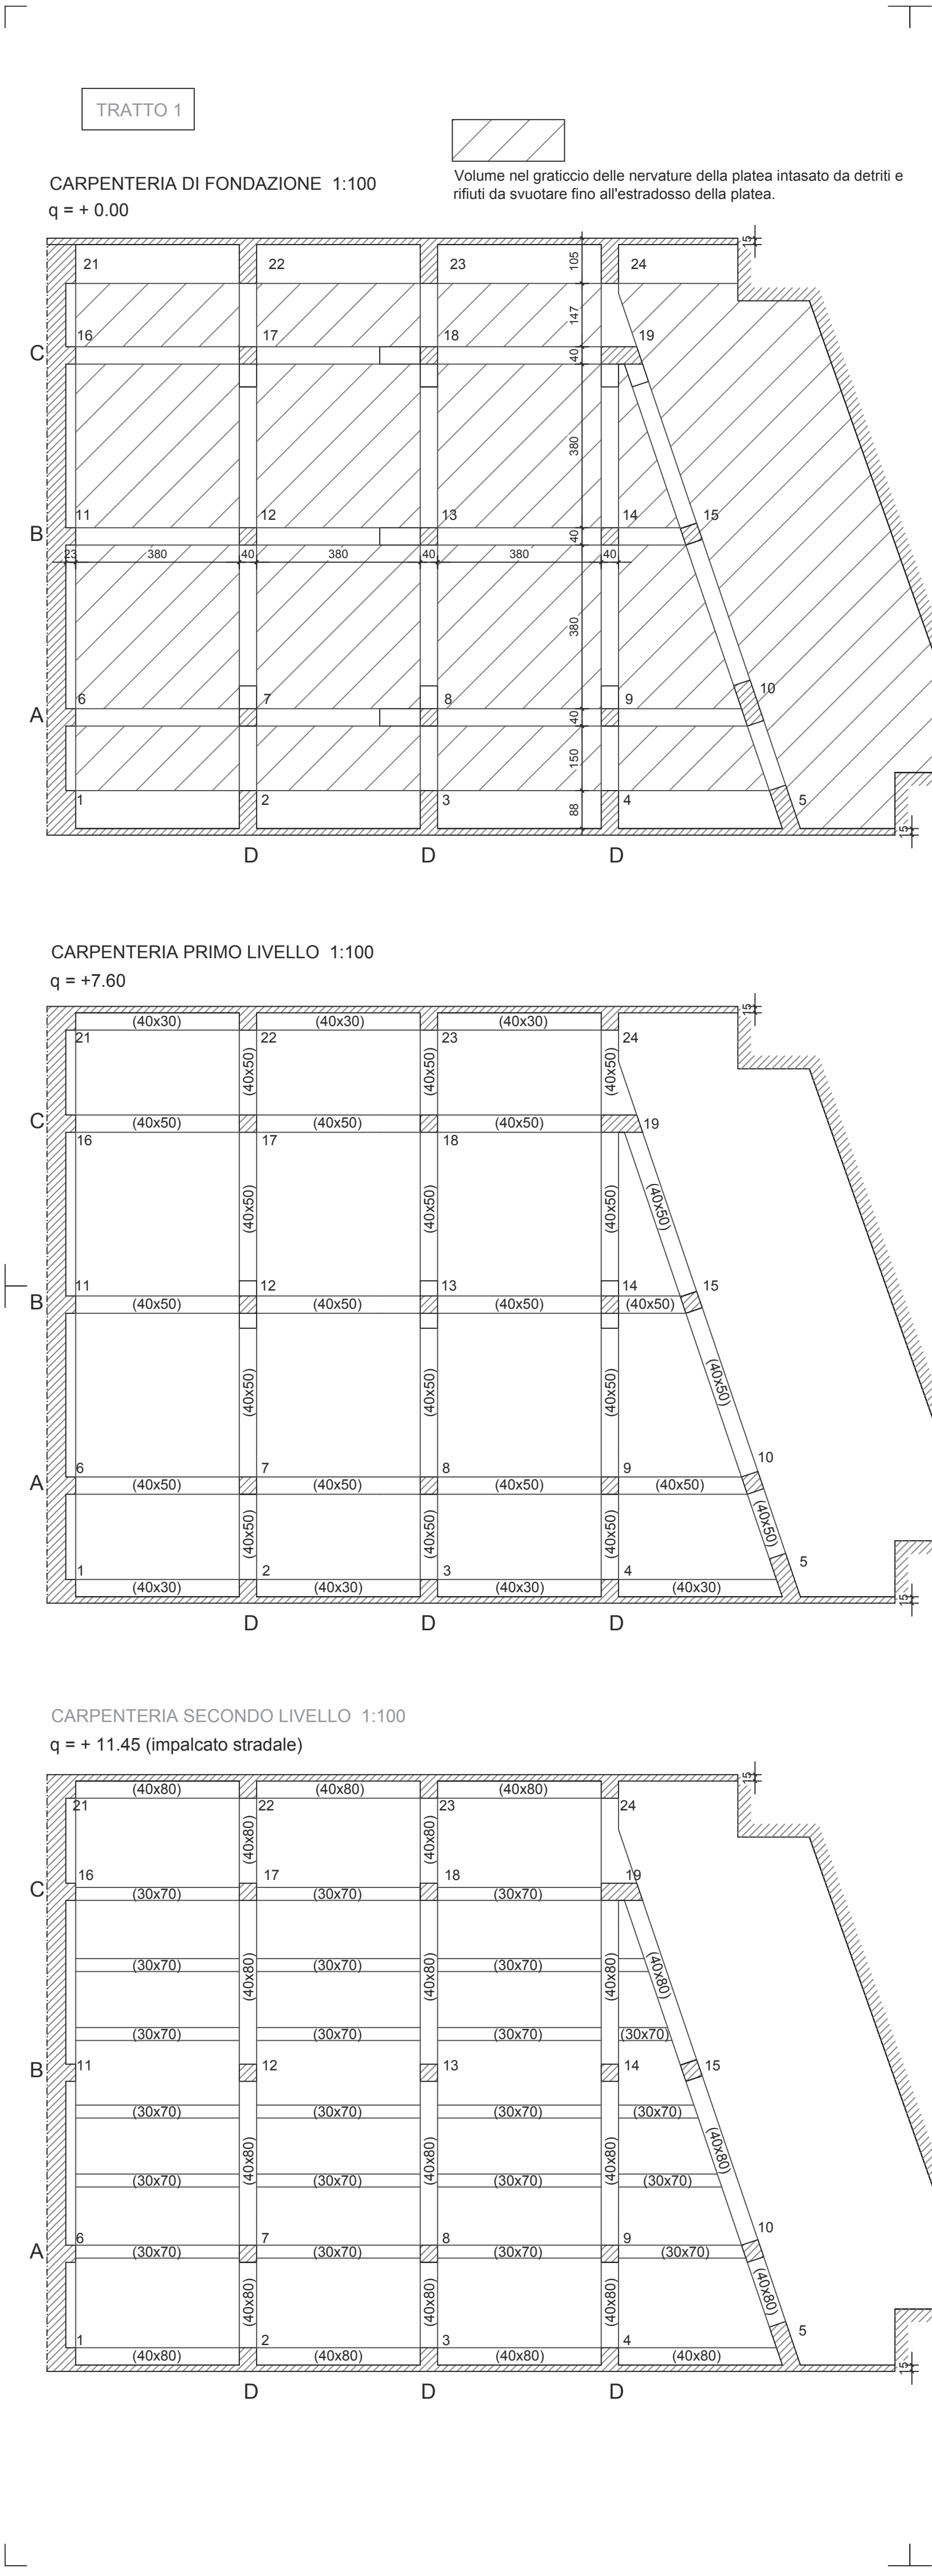 TRATTO 1
Volume nel graticcio delle nervature della platea intasato da detriti e
rifiuti da svuotare fino all'estradosso della platea.
CARPENTERIA DI FONDAZIONE 1:100
q = + 0.00
15
21 22 23 105 24
147
16 17 18 19
C 40
380
11 12 13 14 15
B 40
23 380 40 380 40 380 40
380
6 7 8 9 10
A 40
150
1 2 3 4 5
88
15
D D D
CARPENTERIA PRIMO LIVELLO 1:100
q = +7.60
15
(40x30) (40x30) (40x30)
21 22 23 24
(40x50) (40x50) (40x50)
C (40x50) (40x50) (40x50) 19
16 17 18
(40x50) (40x50) (40x50) (40x50)
11 12 13 14 15
B (40x50) (40x50) (40x50) (40x50)
(40x50) (40x50) (40x50) (40x50)
6 7 8 9 10
A (40x50) (40x50) (40x50) (40x50)
(40x50) (40x50) (40x50) (40x50)
1 2 3 4 5
(40x30) (40x30) (40x30) (40x30)
15
D D D
CARPENTERIA SECONDO LIVELLO 1:100
q = + 11.45 (impalcato stradale)
15
(40x80) (40x80) (40x80)
21 22 23 24
(40x80) (40x80)
16 17 18 19
C (30x70) (30x70) (30x70)
(30x70) (30x70) (30x70)
(40x80) (40x80) (40x80) (40x80)
(30x70) (30x70) (30x70) (30x70)
B 11 12 13 14 15
(30x70) (30x70) (30x70) (30x70)
(40x80) (40x80) (40x80) (40x80)
(30x70) (30x70) (30x70) (30x70)
6 7 8 9 10
A (30x70) (30x70) (30x70) (30x70)
(40x80) (40x80) (40x80) (40x80)
1 2 3 4 5
(40x80) (40x80) (40x80) (40x80)
15
D D D